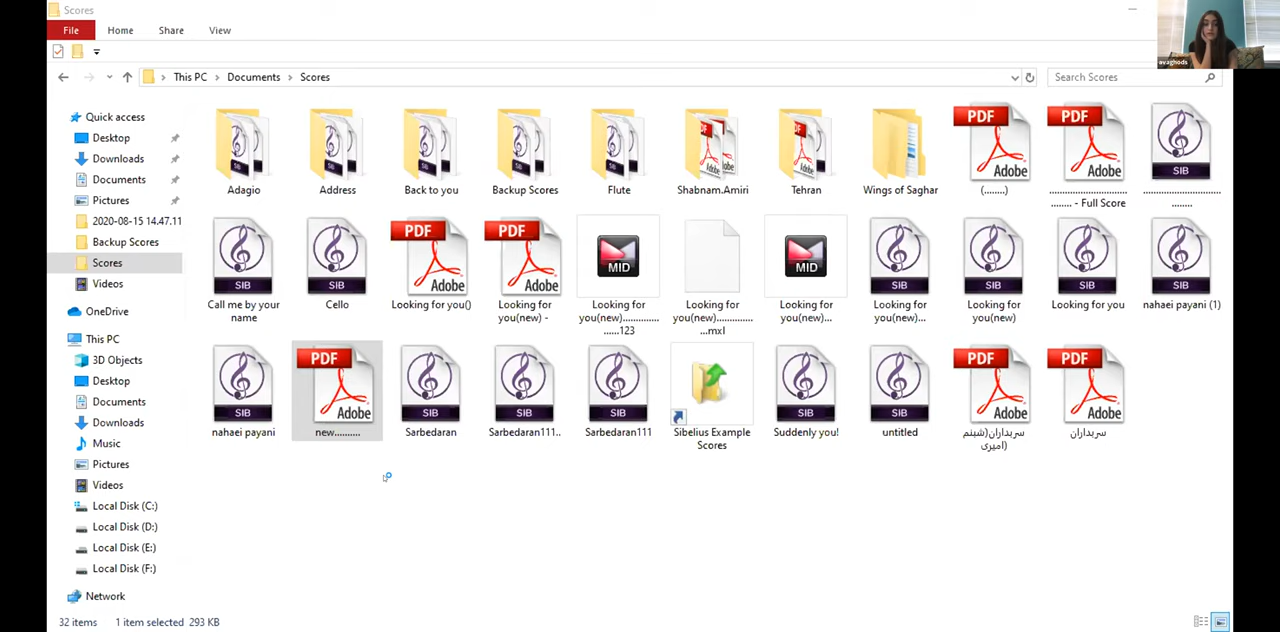 Scores
File Home Share View
This PC Documents Scores
Search Scores
avaghods
Quick access
Desktop
Downloads
Documents
Pictures
2020-08-15 14.47.11
Backup Scores
Scores
Videos
OneDrive
This PC
3D Objects
Desktop
Documents
Downloads
Music
Pictures
Videos
Local Disk (C:)
Local Disk (D:)
Local Disk (E:)
Local Disk (F:)
Network
PDF PDF
Adobe Adobe SIB
Adagio Address Back to you Backup Scores Flute Shabnam.Amiri Tehran Wings of Saghar (........) ..............................
........ - Full Score ..............................
........
PDF PDF
SIB SIB Adobe Adobe MID MID SIB SIB SIB SIB
Call me by your
name
Cello
Looking for you()
Looking for
you(new) -
Looking for
you(new)...............
......123
Looking for
you(new)...............
...mxl
Looking for
you(new)...
Looking for
you(new)...
Looking for
you(new)
Looking for you
nahaei payani (1)
PDF PDF PDF
SIB Adobe SIB SIB SIB SIB SIB Adobe Adobe
nahaei payani
new..........
Sarbedaran
Sarbedaran111..
Sarbedaran111
Sibelius Example
Scores
Suddenly you!
untitled
سربداران(شبنم
امیری)
سربداران
32 items 1 item selected 293 KB